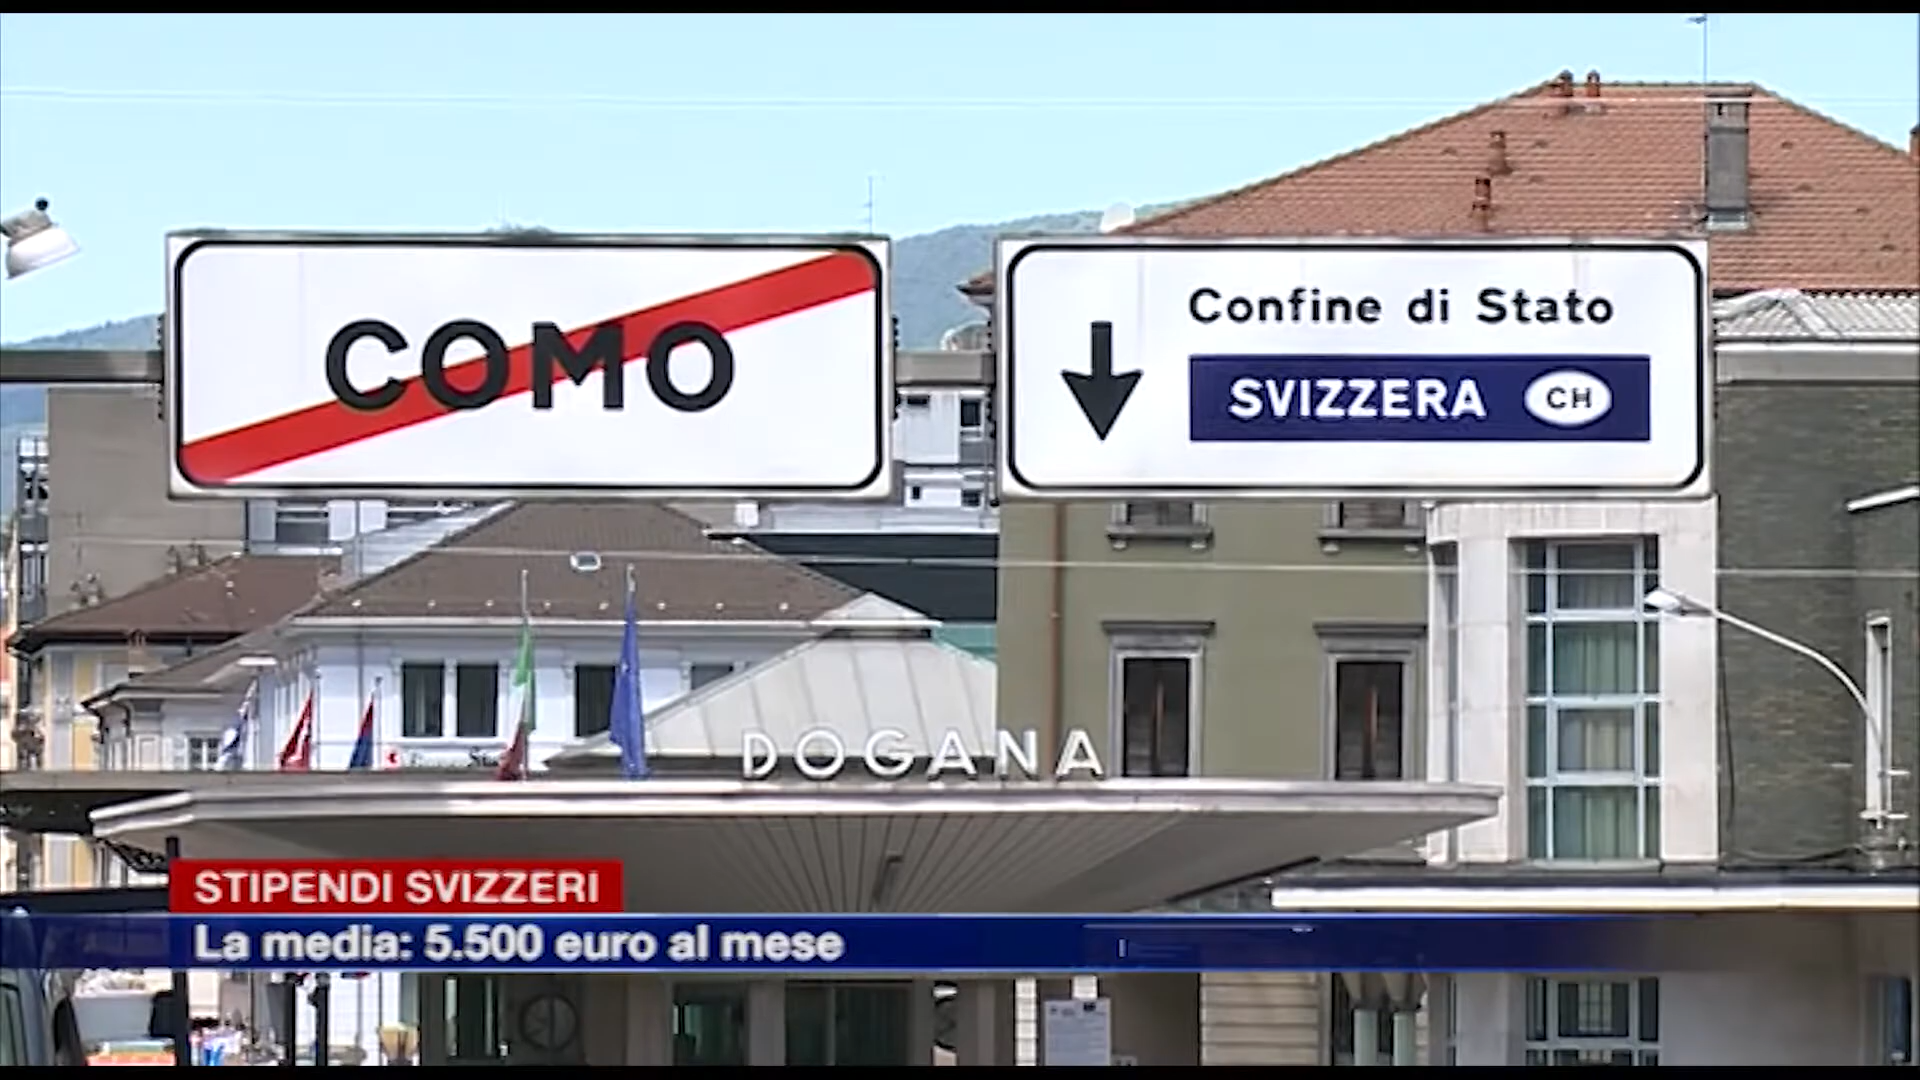 COMO
Confine di Stato
SVIZZERA CH
DOGANA
STIPENDI SVIZZERI
La media: 5.500 euro al mese